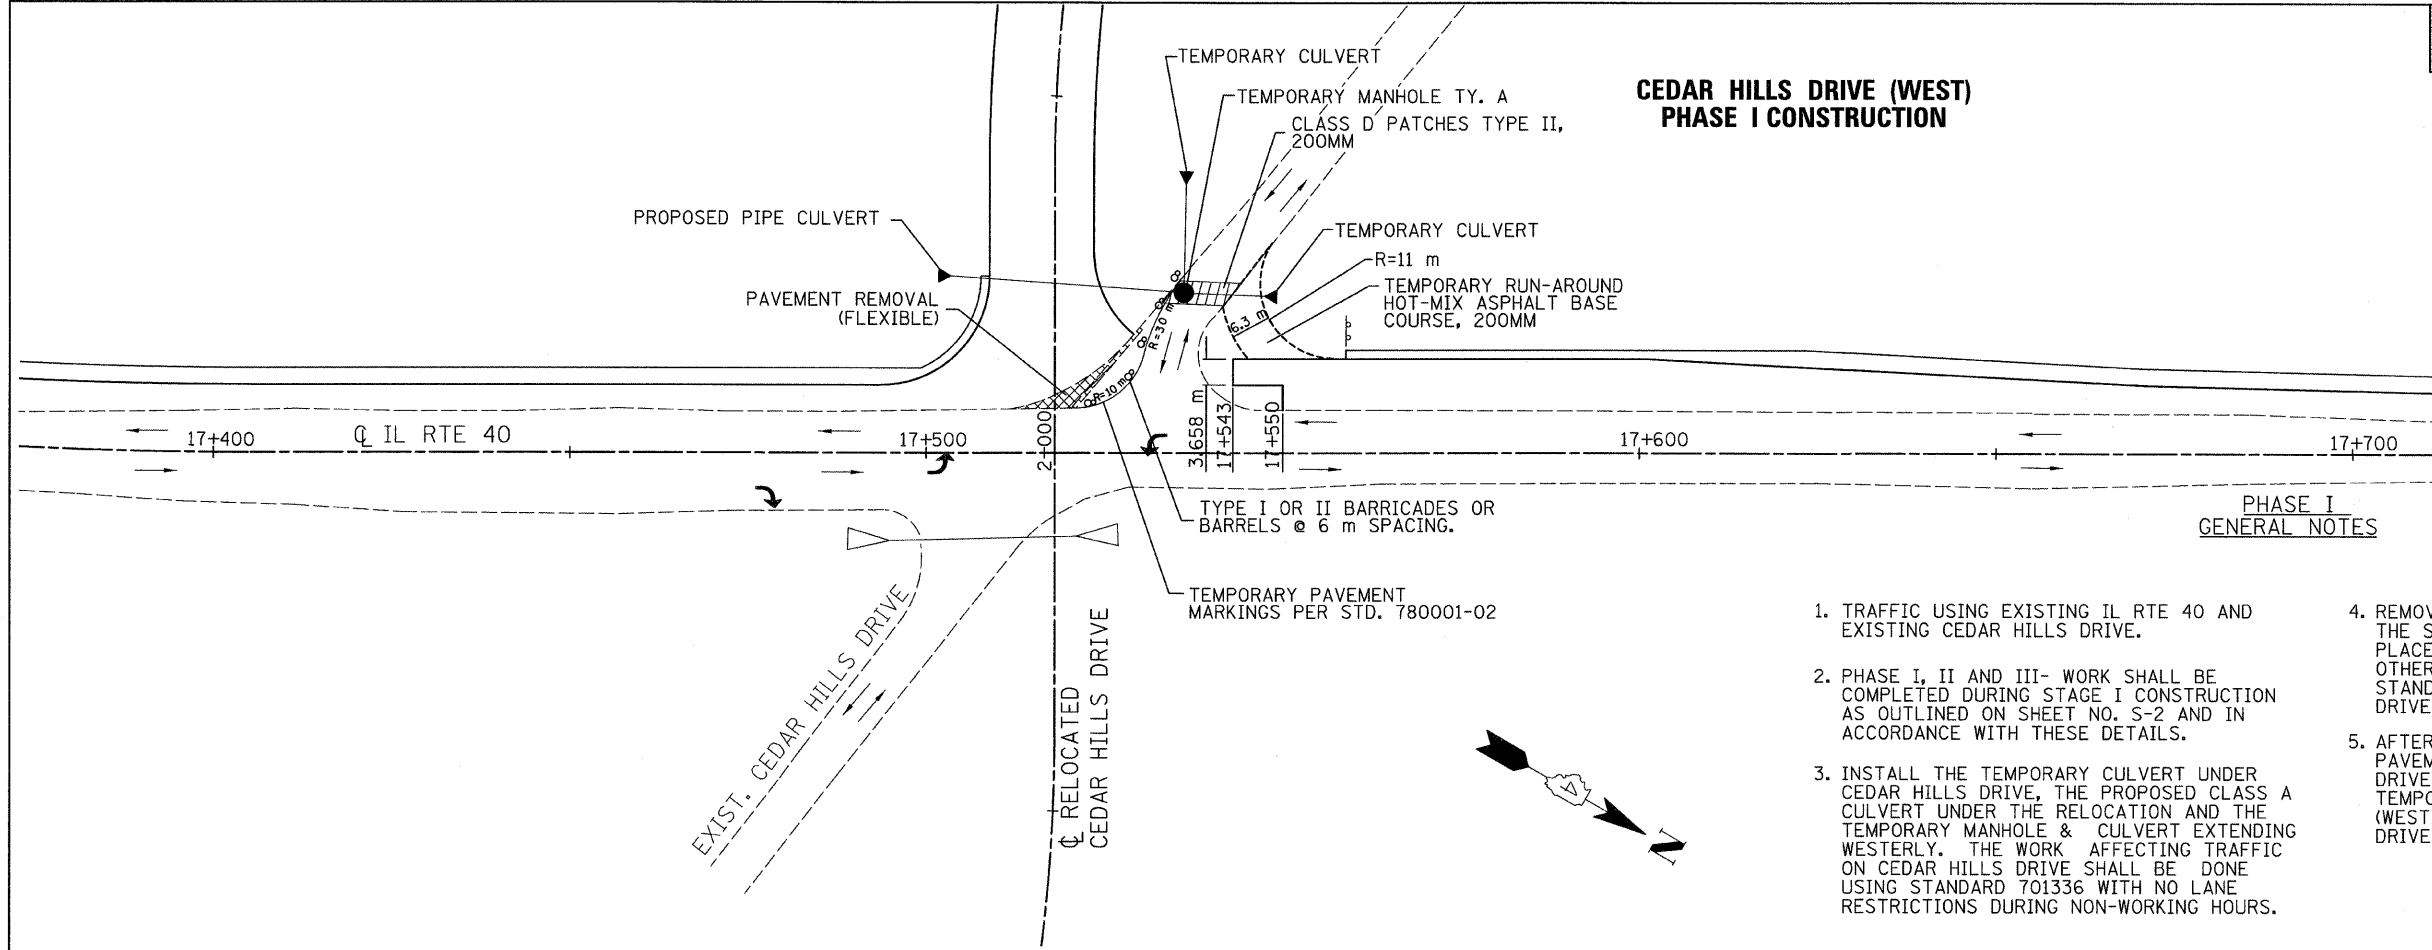 CEDAR HILLS DRIVE (WEST)
PHASE I CONSTRUCTION
TEMPORARY CULVERT
TEMPORARY MANHOLE TY. A
CLASS D PATCHES TYPE II,
200MM
PROPOSED PIPE CULVERT
TEMPORARY CULVERT
R=11 m
TEMPORARY RUN-AROUND
HOT-MIX ASPHALT BASE
COURSE, 200MM
PAVEMENT REMOVAL
(FLEXIBLE)
R=30 m
6.3 m
R=10 m
17+400
℄ IL RTE 40
17+500
2+000
3.658 m
17+543
17+550
17+600
17+700
TYPE I OR II BARRICADES OR
BARRELS @ 6 m SPACING.
TEMPORARY PAVEMENT
MARKINGS PER STD. 780001-02
EXIST. CEDAR HILLS DRIVE
℄ RELOCATED
CEDAR HILLS DRIVE
N
PHASE I
GENERAL NOTES
1. TRAFFIC USING EXISTING IL RTE 40 AND
EXISTING CEDAR HILLS DRIVE.
2. PHASE I, II AND III- WORK SHALL BE
COMPLETED DURING STAGE I CONSTRUCTION
AS OUTLINED ON SHEET NO. S-2 AND IN
ACCORDANCE WITH THESE DETAILS.
3. INSTALL THE TEMPORARY CULVERT UNDER
CEDAR HILLS DRIVE, THE PROPOSED CLASS A
CULVERT UNDER THE RELOCATION AND THE
TEMPORARY MANHOLE & CULVERT EXTENDING
WESTERLY. THE WORK AFFECTING TRAFFIC
ON CEDAR HILLS DRIVE SHALL BE DONE
USING STANDARD 701336 WITH NO LANE
RESTRICTIONS DURING NON-WORKING HOURS.
4. REMOV
THE S
PLACE
OTHER
STAND
DRIVE
5. AFTER
PAVEM
DRIVE
TEMPO
(WEST
DRIVE